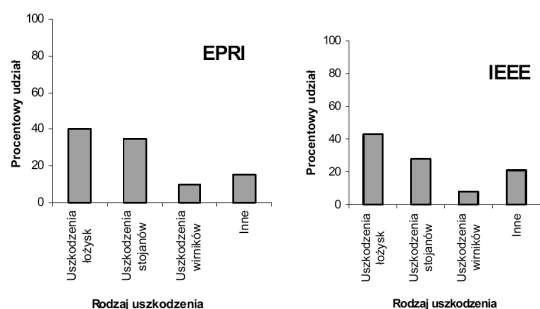 EPRI
Procentowy udział
100
80
60
40
20
0
Uszkodzenia
łożysk
Uszkodzenia
stojanów
Uszkodzenia
wirników
Inne
Rodzaj uszkodzenia
IEEE
Procentowy udział
100
80
60
40
20
0
Uszkodzenia
łożysk
Uszkodzenia
stojanów
Uszkodzenia
wirników
Inne
Rodzaj uszkodzenia